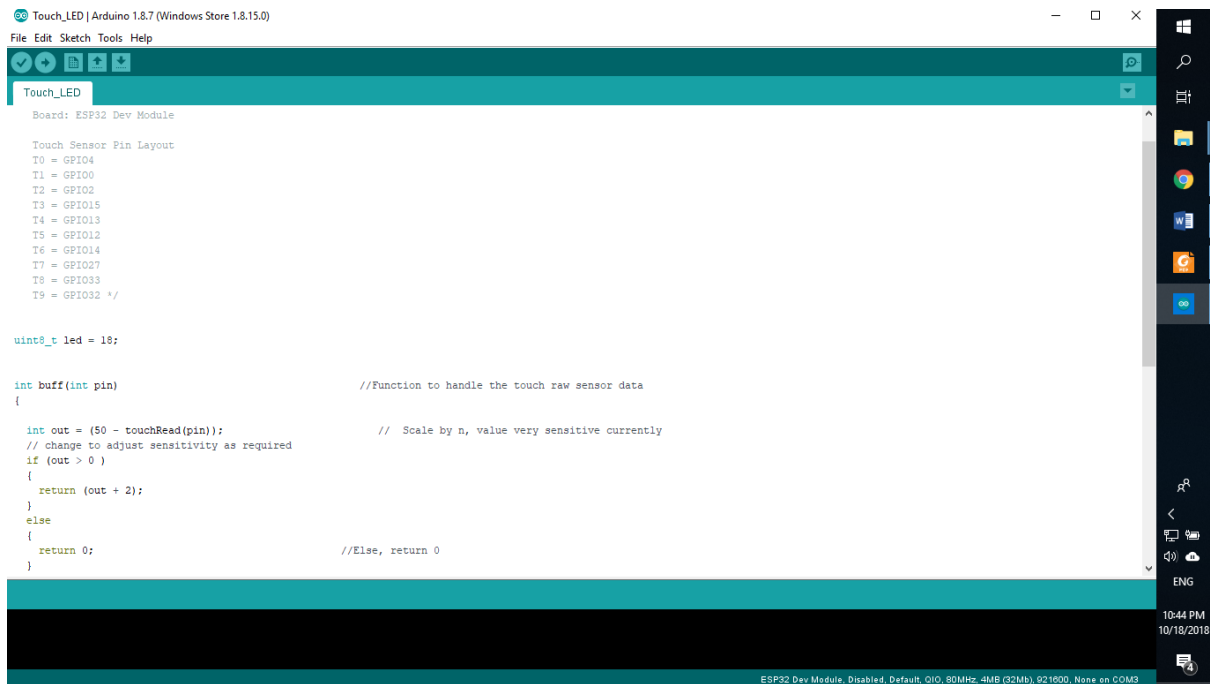 Touch_LED | Arduino 1.8.7 (Windows Store 1.8.15.0)
File Edit Sketch Tools Help
Touch_LED
Board: ESP32 Dev Module
Touch Sensor Pin Layout
T0 = GPIO4
T1 = GPIO0
T2 = GPIO2
T3 = GPIO15
T4 = GPIO13
T5 = GPIO12
T6 = GPIO14
T7 = GPIO27
T8 = GPIO33
T9 = GPIO32 */
uint8_t led = 18;
int buff(int pin) //Function to handle the touch raw sensor data
{
int out = (50 - touchRead(pin)); // Scale by n, value very sensitive currently
// change to adjust sensitivity as required
if (out > 0 )
{
return (out + 2);
}
else
{
return 0; //Else, return 0
}
ESP32 Dev Module, Disabled, Default, QIO, 80MHz, 4MB (32Mb), 921600, None on COM3
ENG
10:44 PM
10/18/2018
4